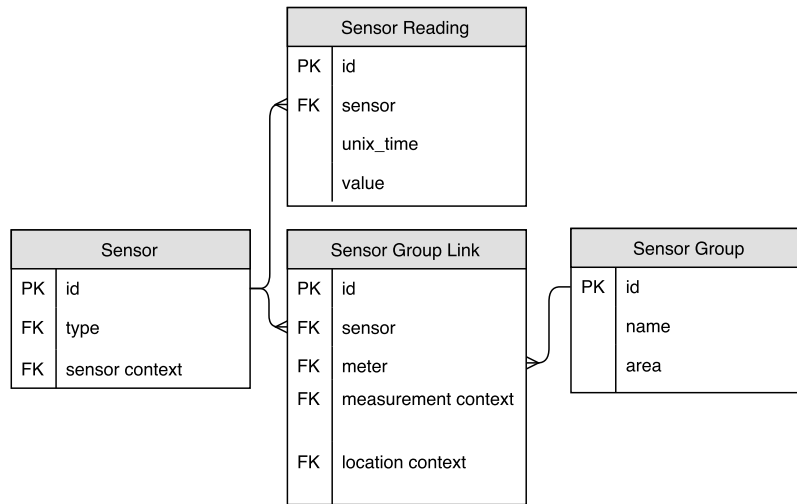 Sensor Reading
PK id
FK sensor
unix_time
value
Sensor
PK id
FK type
FK sensor context
Sensor Group Link
PK id
FK sensor
FK meter
FK measurement context
FK location context
Sensor Group
PK id
name
area